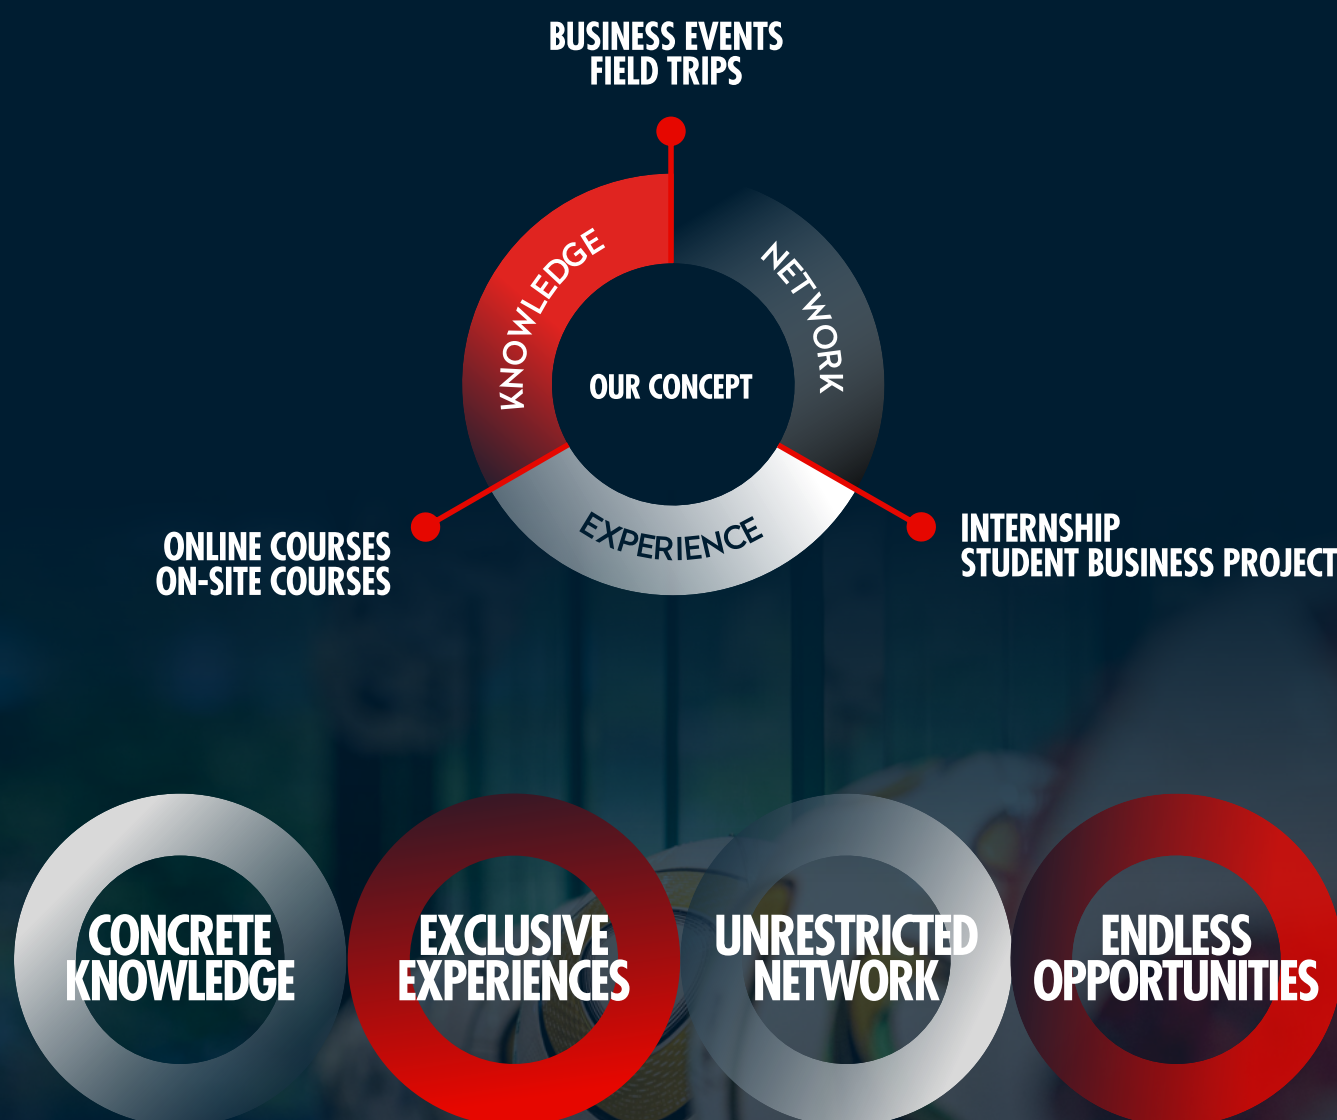 BUSINESS EVENTS
FIELD TRIPS
KNOWLEDGE
NETWORK
OUR CONCEPT
EXPERIENCE
ONLINE COURSES
ON-SITE COURSES
INTERNSHIP
STUDENT BUSINESS PROJECT
CONCRETE
KNOWLEDGE
EXCLUSIVE
EXPERIENCES
UNRESTRICTED
NETWORK
ENDLESS
OPPORTUNITIES